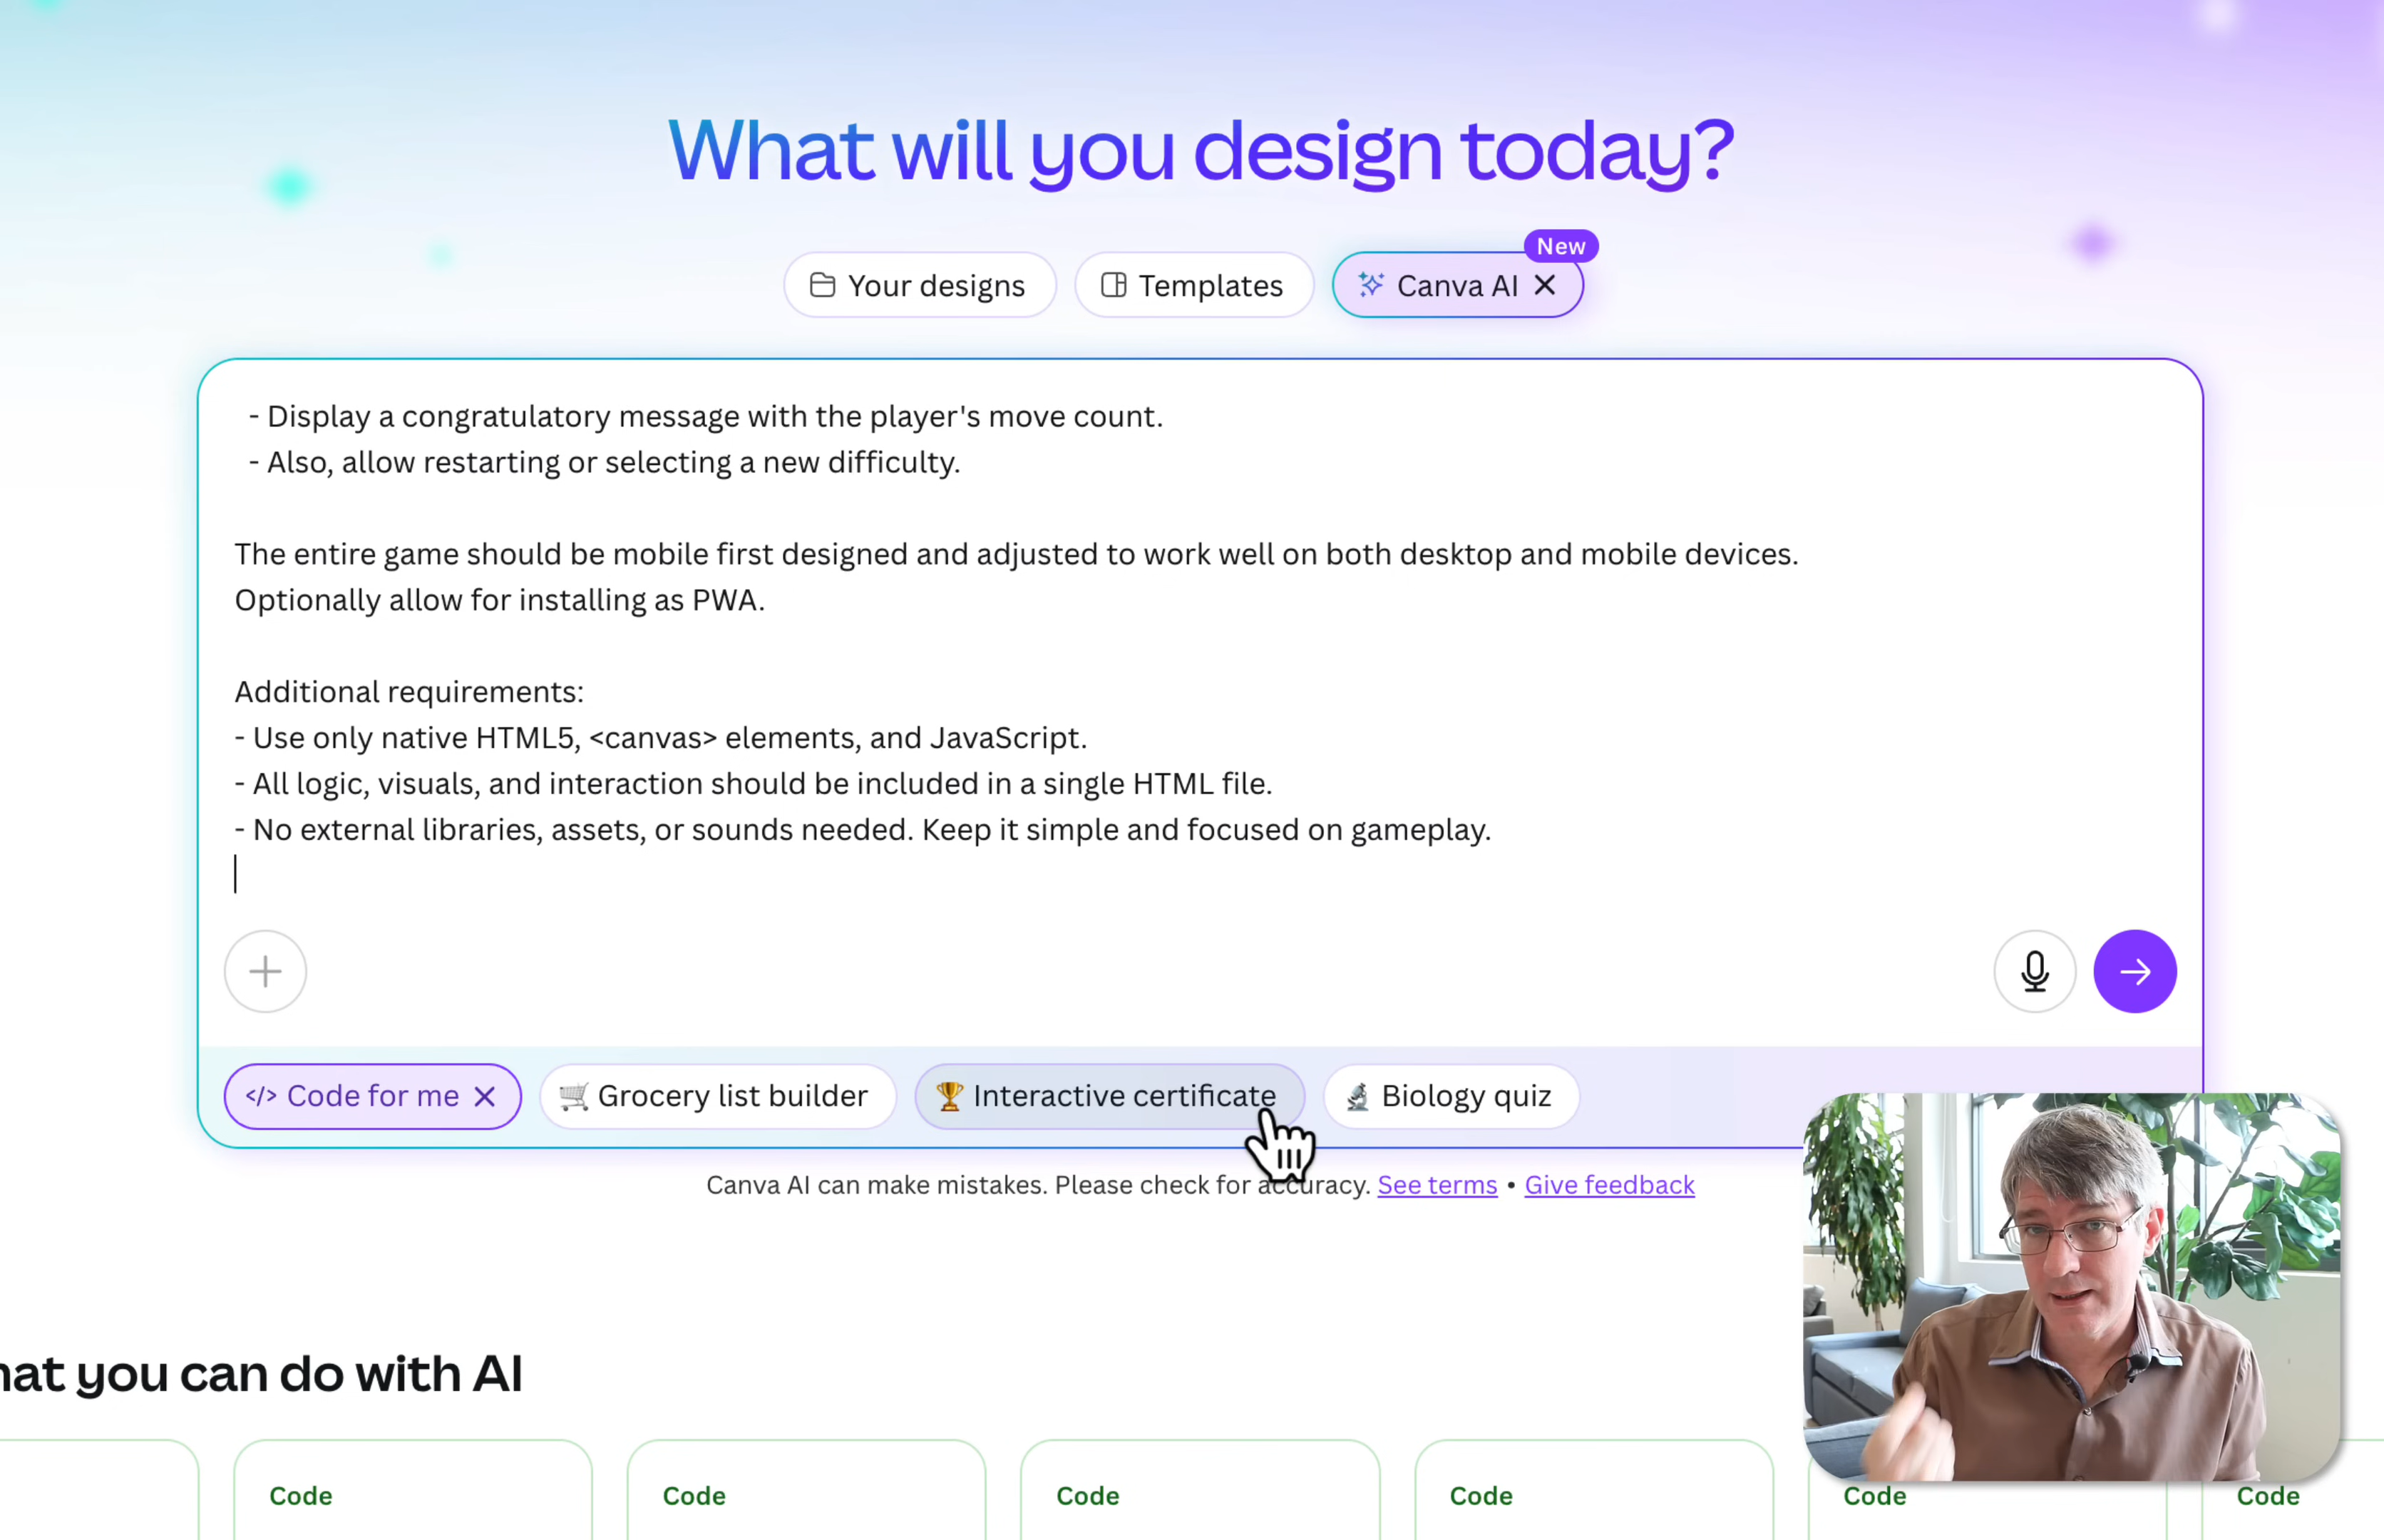 What will you design today?
New
Your designs
Templates
Canva AI
- Display a congratulatory message with the player's move count.
- Also, allow restarting or selecting a new difficulty.
The entire game should be mobile first designed and adjusted to work well on both desktop and mobile devices.
Optionally allow for installing as PWA.
Additional requirements:
- Use only native HTML5, <canvas> elements, and JavaScript.
- All logic, visuals, and interaction should be included in a single HTML file.
- No external libraries, assets, or sounds needed. Keep it simple and focused on gameplay.
</> Code for me
Grocery list builder
Interactive certificate
Biology quiz
Canva AI can make mistakes. Please check for accuracy. See terms • Give feedback
hat you can do with AI
Code
Code
Code
Code
Code
Code